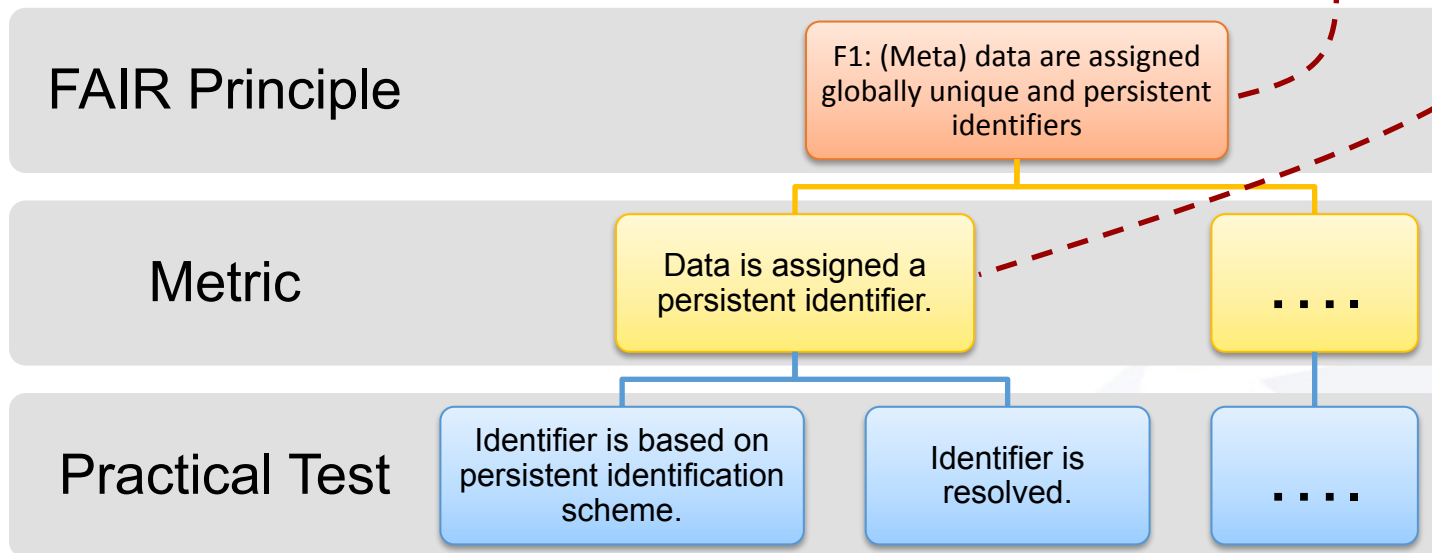 FAIR Principle
F1: (Meta) data are assigned
globally unique and persistent
identifiers
Metric
Data is assigned a
persistent identifier.
....
Practical Test
Identifier is based on
persistent identification
scheme.
Identifier is
resolved.
....